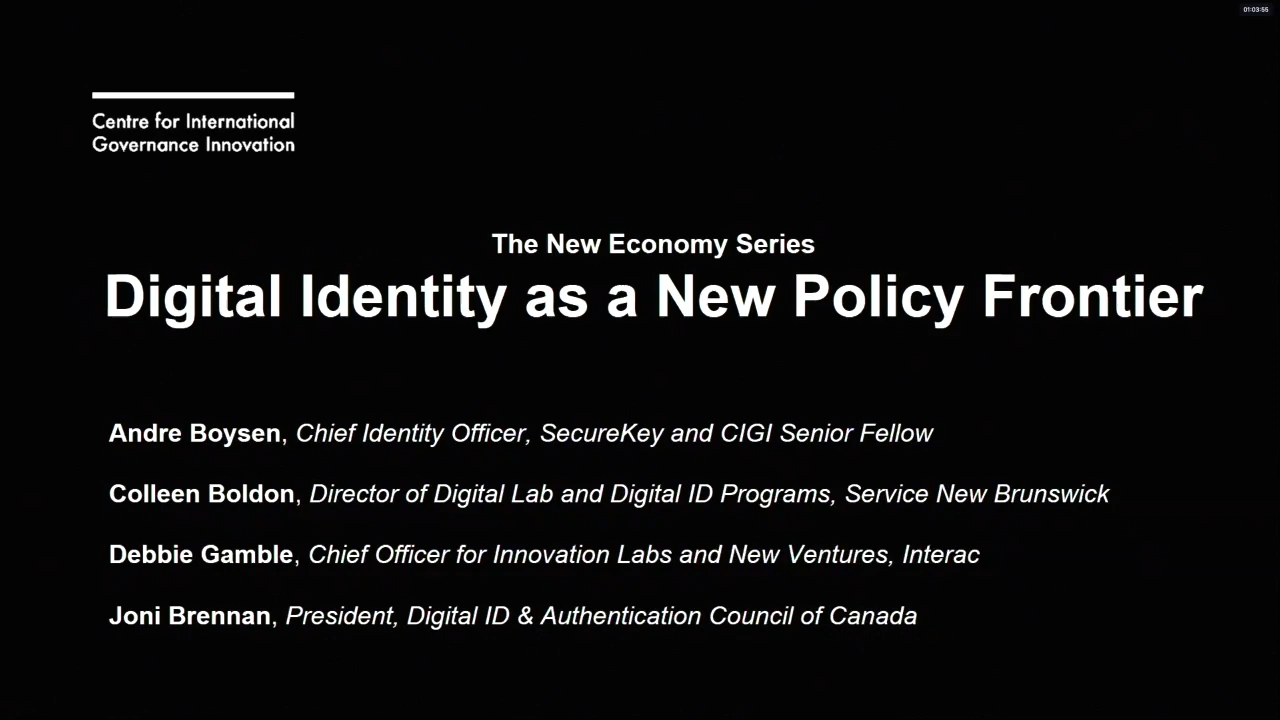 01:03:55
Centre for International
Governance Innovation
The New Economy Series
Digital Identity as a New Policy Frontier
Andre Boysen, Chief Identity Officer, SecureKey and CIGI Senior Fellow
Colleen Boldon, Director of Digital Lab and Digital ID Programs, Service New Brunswick
Debbie Gamble, Chief Officer for Innovation Labs and New Ventures, Interac
Joni Brennan, President, Digital ID & Authentication Council of Canada